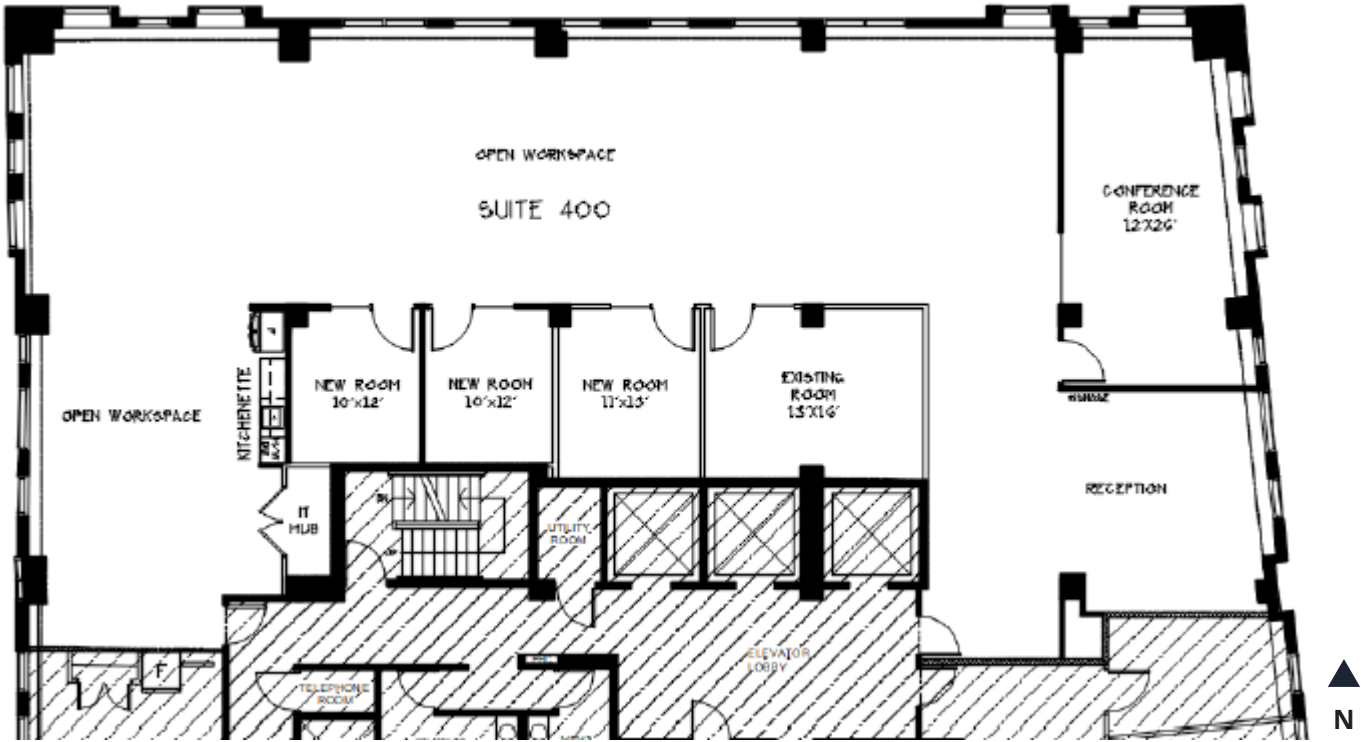 OPEN WORKSPACE
SUITE 400
CONFERENCE
ROOM
12'X26'
KITCHENETTE
NEW ROOM
10'x12'
NEW ROOM
10'x12'
NEW ROOM
11'x13'
EXISTING
ROOM
13'X16'
OPEN WORKSPACE
RECEPTION
IT
HUB
UTILITY
ROOM
ELEVATOR
LOBBY
TELEPHONE
ROOM
F
N